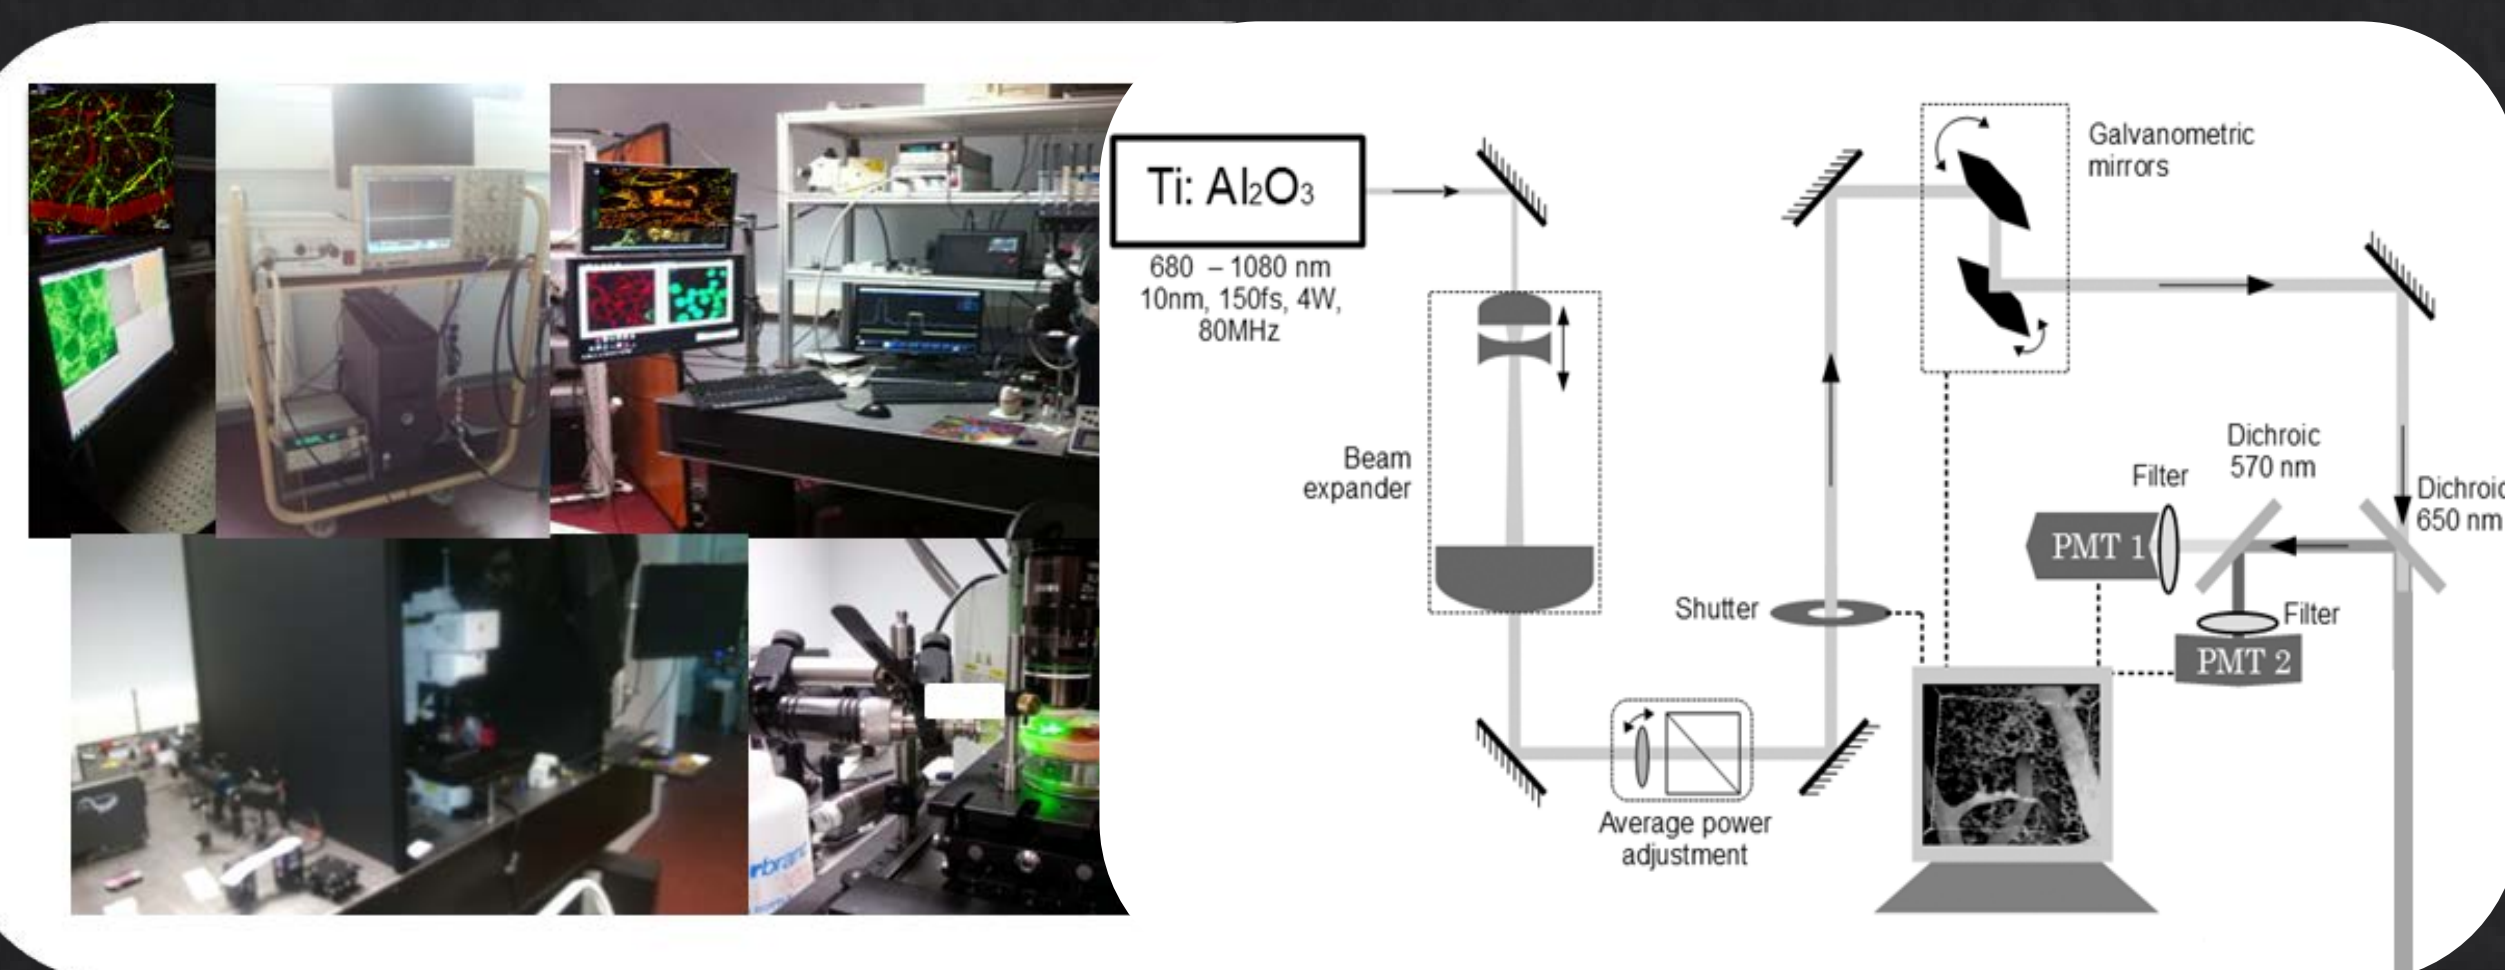 Ti: Al2O3
680 – 1080 nm
10nm, 150fs, 4W,
80MHz
Galvanometric
mirrors
Beam
expander
Dichroic
570 nm
Filter
Dichroic
650 nm
PMT 1
Shutter
Filter
PMT 2
Average power
adjustment